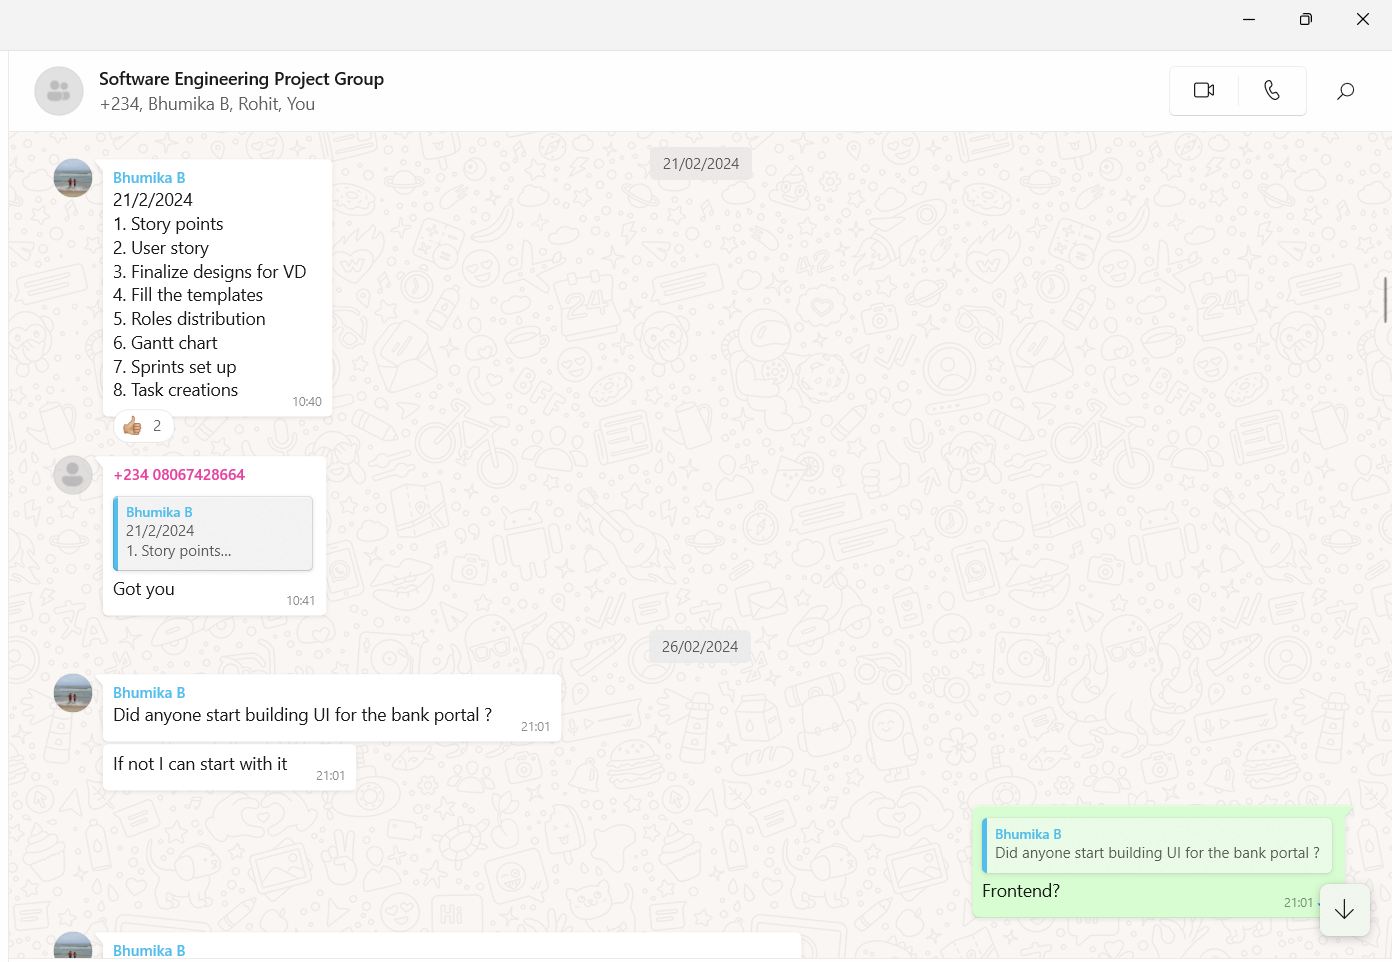 Software Engineering Project Group
+234, Bhumika B, Rohit, You
21/02/2024
Bhumika B
21/2/2024
1. Story points
2. User story
3. Finalize designs for VD
4. Fill the templates
5. Roles distribution
6. Gantt chart
7. Sprints set up
8. Task creations
10:40
2
+234 08067428664
Bhumika B
21/2/2024
1. Story points...
Got you
10:41
26/02/2024
Bhumika B
Did anyone start building UI for the bank portal ?
21:01
If not I can start with it
21:01
Bhumika B
Did anyone start building UI for the bank portal ?
Frontend?
21:01
Bhumika B